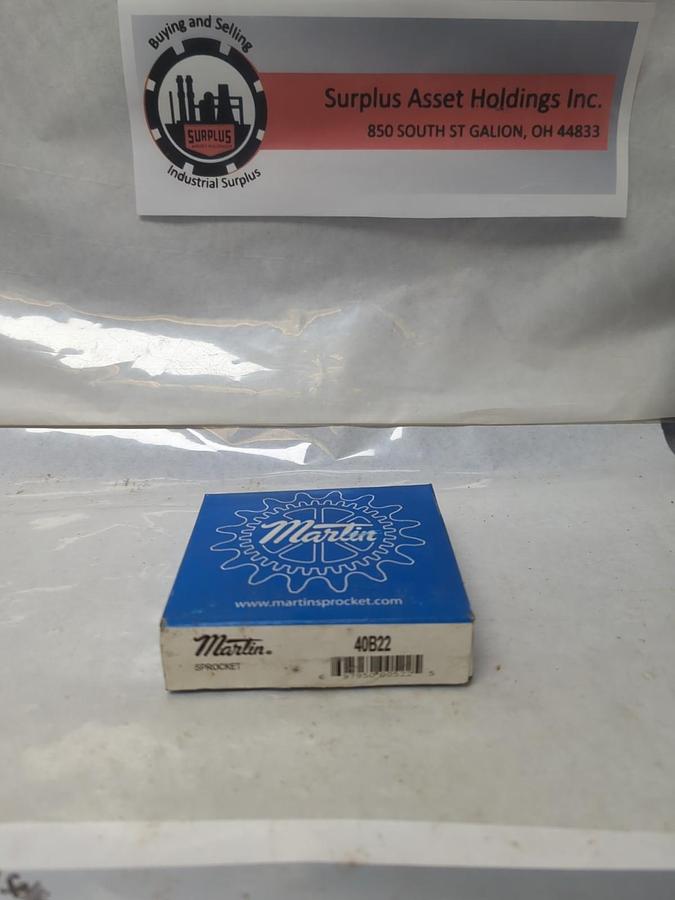 Buying and Selling
SURPLUS
Industrial Surplus
Surplus Asset Holdings Inc.
850 SOUTH ST GALION, OH 44833
Martin
www.martinsprocket.com
Martin
SPROCKET
40B22